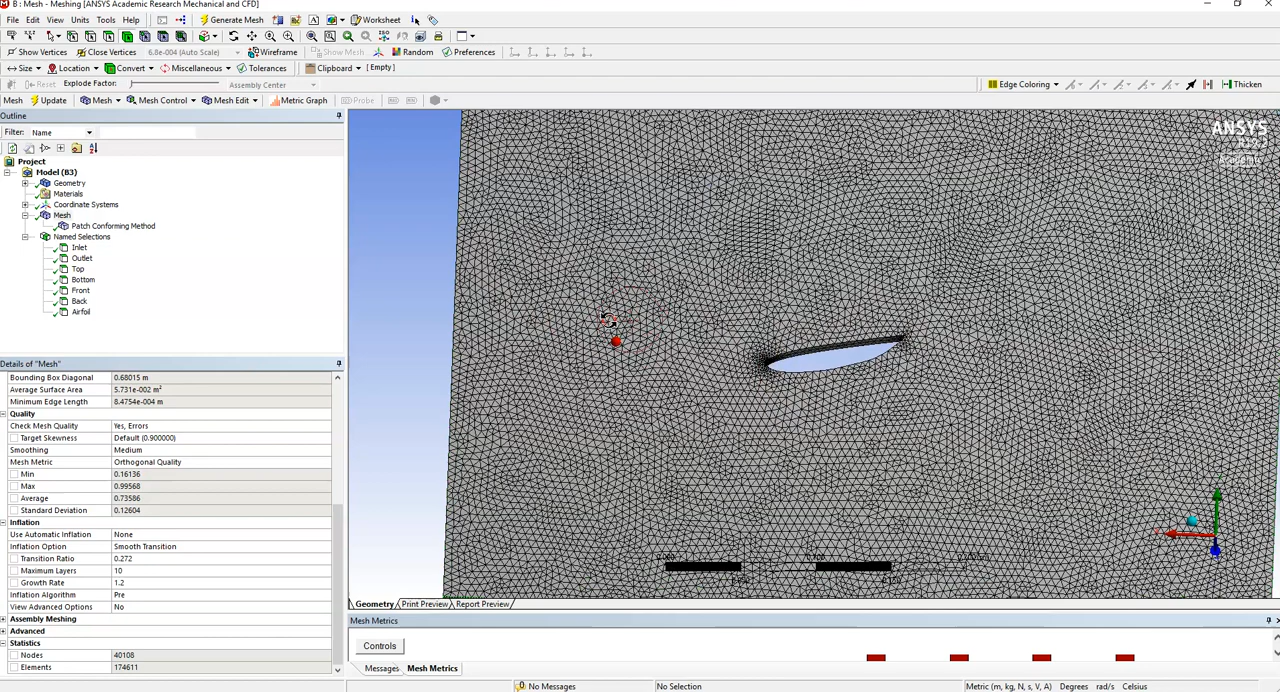 B : Mesh - Meshing [ANSYS Academic Research Mechanical and CFD]
File Edit View Units Tools Help Generate Mesh Worksheet
Show Vertices Close Vertices 6.8e-004 (Auto Scale) Wireframe Show Mesh Random Preferences
Size Location Convert Miscellaneous Tolerances Clipboard [Empty]
Reset Explode Factor: Assembly Center Edge Coloring Thicken
Mesh Update Mesh Mesh Control Mesh Edit Metric Graph Probe
Outline
Filter: Name
Project
Model (B3)
Geometry
Materials
Coordinate Systems
Mesh
Patch Conforming Method
Named Selections
Inlet
Outlet
Top
Bottom
Front
Back
Airfoil
ANSYS
R19.2
Academic
Details of "Mesh"
Bounding Box Diagonal 0.68015 m
Average Surface Area 5.731e-002 m²
Minimum Edge Length 8.4754e-004 m
Quality
Check Mesh Quality Yes, Errors
Target Skewness Default (0.900000)
Smoothing Medium
Mesh Metric Orthogonal Quality
Min 0.16136
Max 0.99568
Average 0.73586
Standard Deviation 0.12604
Inflation
Use Automatic Inflation None
Inflation Option Smooth Transition
Transition Ratio 0.272
Maximum Layers 10
Growth Rate 1.2
Inflation Algorithm Pre
View Advanced Options No
Assembly Meshing
Advanced
Statistics
Nodes 40108
Elements 174611
Geometry Print Preview Report Preview
Mesh Metrics
Controls
Messages Mesh Metrics
No Messages No Selection Metric (m, kg, N, s, V, A) Degrees rad/s Celsius